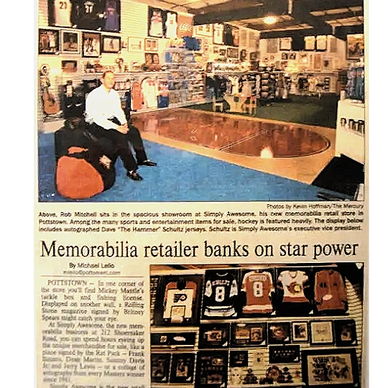 Photos by Kevin Hoffman/The Mercury
Above, Rob Mitchell sits in the spacious showroom at Simply Awesome, his new memorabilia retail store in
Pottstown. Among the many sports and entertainment items for sale, hockey is featured heavily. The display below
includes autographed Dave "The Hammer" Schultz jerseys. Schultz is Simply Awesome's executive vice president.
Memorabilia retailer banks on star power
By Michael Lello
POTTSTOWN — In one corner of
the store you'll find Mickey Mantle's
tackle box and fishing license.
Displayed on another wall, a Rolling
Stone magazine signed by Britney
Spears might catch your eye.
At Simply Awesome, the new mem-
orabilia business at 212 Shoemaker
Road, you can spend hours eyeing up
the unique merchandise for sale, like a
piece signed by the Rat Pack — Frank
Sinatra, Dean Martin, Sammy Davis
Jr. and Jerry Lewis — or a collage of
autographs from every Masters winner
since 1941.
Simply Awesome is the
8
8